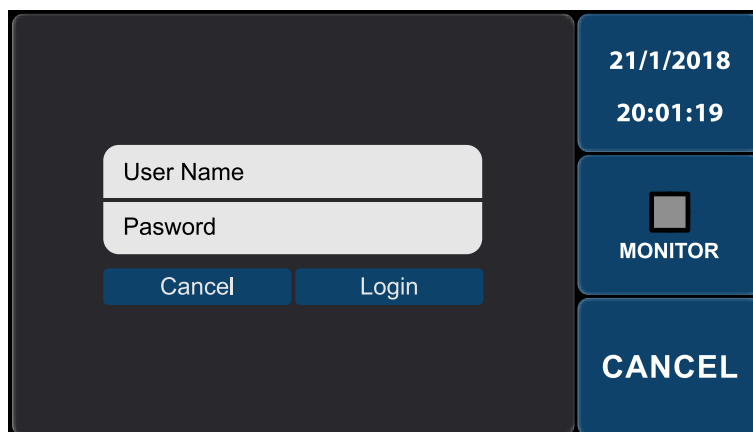 User Name
Pasword
Cancel
Login
21/1/2018
20:01:19
MONITOR
CANCEL